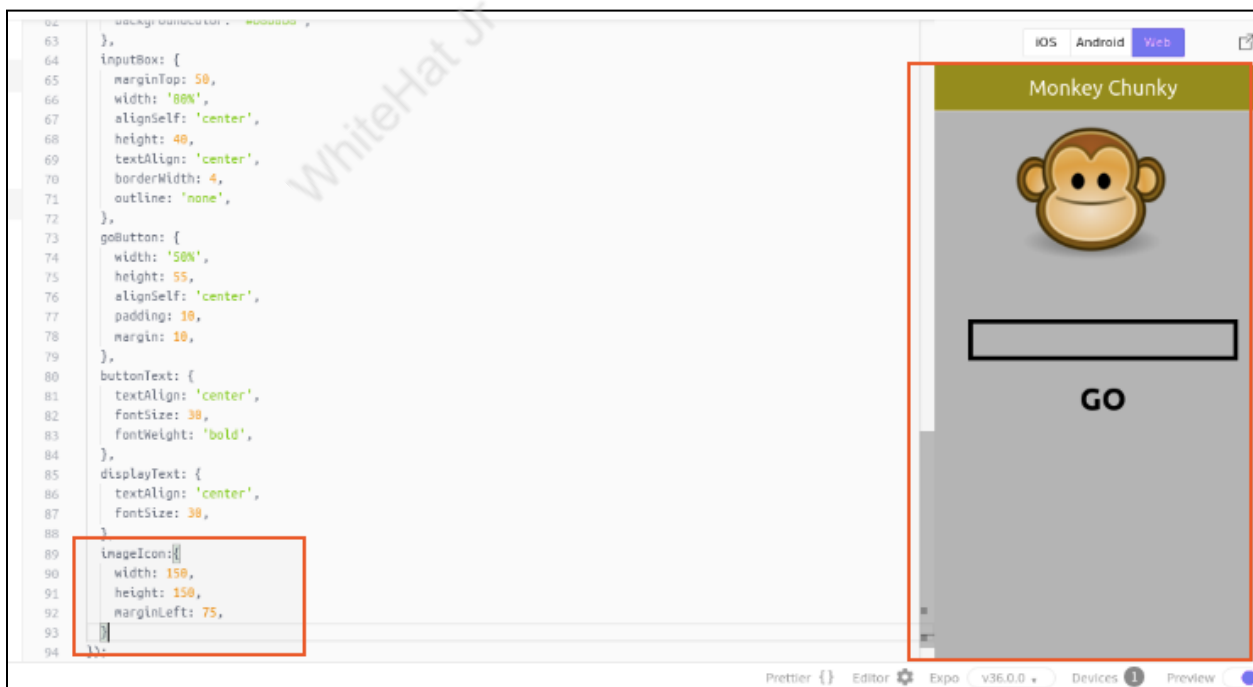 62 backgroundColor: '#b8b8b8',
63 },
64 inputBox: {
65 marginTop: 50,
66 width: '80%',
67 alignSelf: 'center',
68 height: 40,
69 textAlign: 'center',
70 borderWidth: 4,
71 outline: 'none',
72 },
73 goButton: {
74 width: '50%',
75 height: 55,
76 alignSelf: 'center',
77 padding: 10,
78 margin: 10,
79 },
80 buttonText: {
81 textAlign: 'center',
82 fontSize: 30,
83 fontWeight: 'bold',
84 },
85 displayText: {
86 textAlign: 'center',
87 fontSize: 30,
88 }
89 imageIcon:{
90 width: 150,
91 height: 150,
92 marginLeft: 75,
93 }
94 });
WhiteHat Jr
iOS Android Web
Monkey Chunky
GO
Prettier {} Editor Expo v36.0.0 Devices 1 Preview